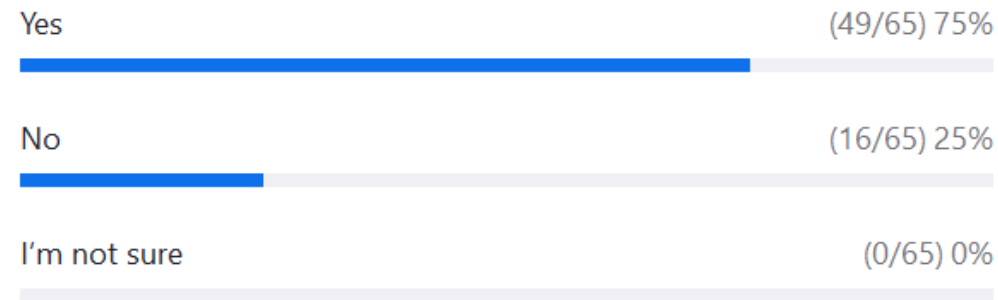 Yes (49/65) 75%
No (16/65) 25%
I'm not sure (0/65) 0%